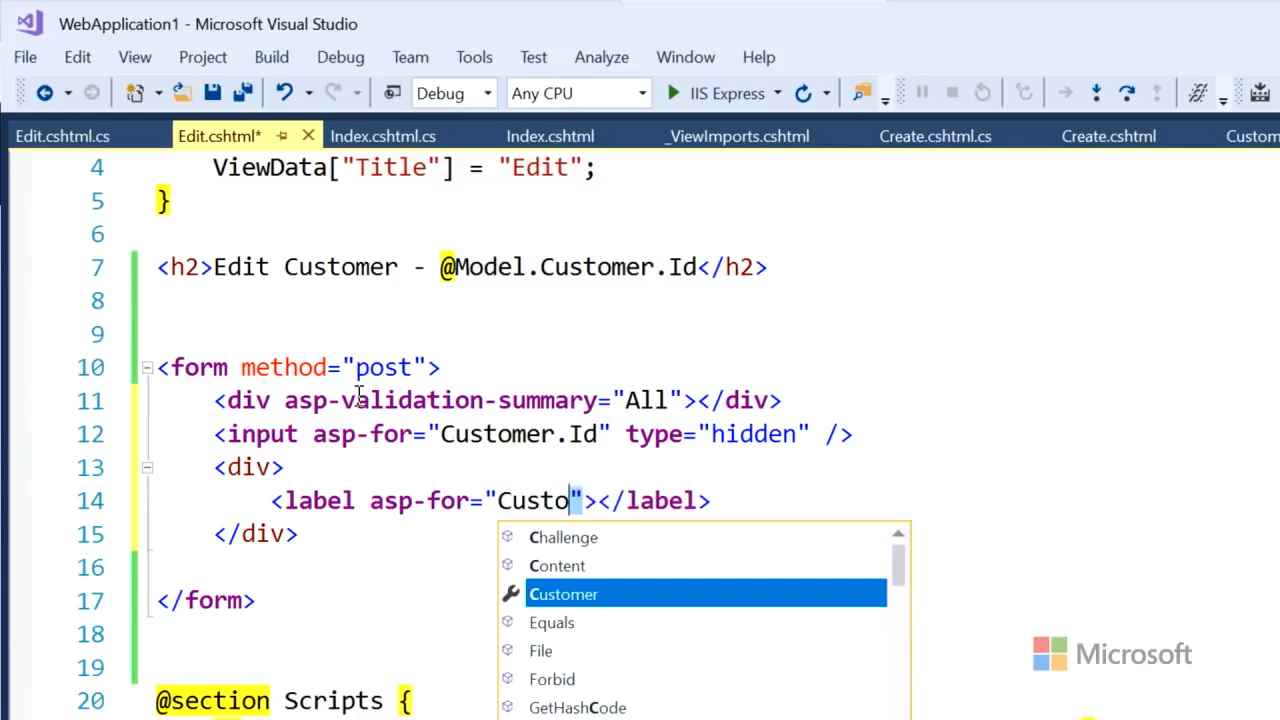 WebApplication1 - Microsoft Visual Studio
File Edit View Project Build Debug Team Tools Test Analyze Window Help
Debug Any CPU IIS Express
Edit.cshtml.cs Edit.cshtml* Index.cshtml.cs Index.cshtml _ViewImports.cshtml Create.cshtml.cs Create.cshtml Custom
4 ViewData["Title"] = "Edit";
5 }
6
7 <h2>Edit Customer - @Model.Customer.Id</h2>
8
9
10 <form method="post">
11 <div asp-validation-summary="All"></div>
12 <input asp-for="Customer.Id" type="hidden" />
13 <div>
14 <label asp-for="Custo"></label>
15 </div>
16
17 </form>
18
19
20 @section Scripts {
Challenge
Content
Customer
Equals
File
Forbid
GetHashCode
Microsoft